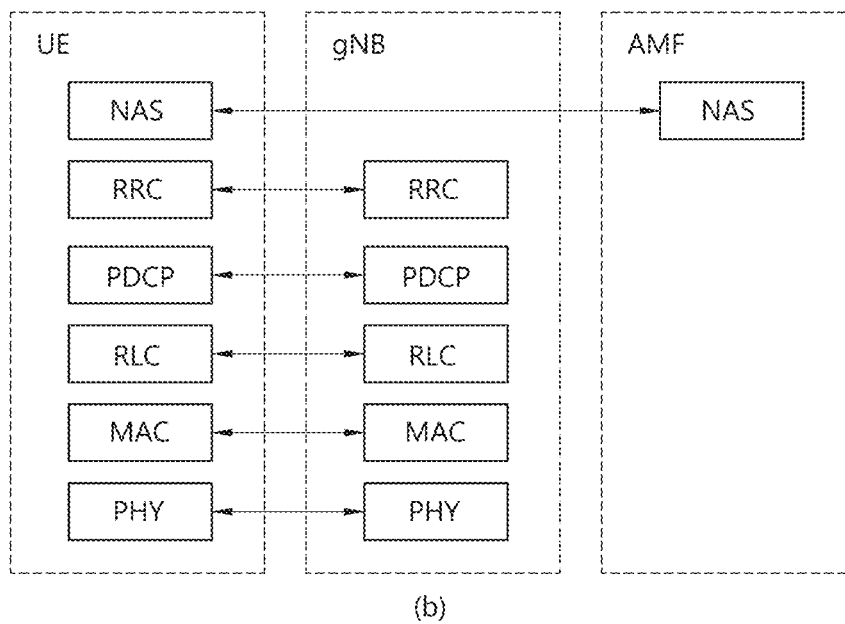 UE gNB AMF
NAS NAS
RRC RRC
PDCP PDCP
RLC RLC
MAC MAC
PHY PHY
(b)